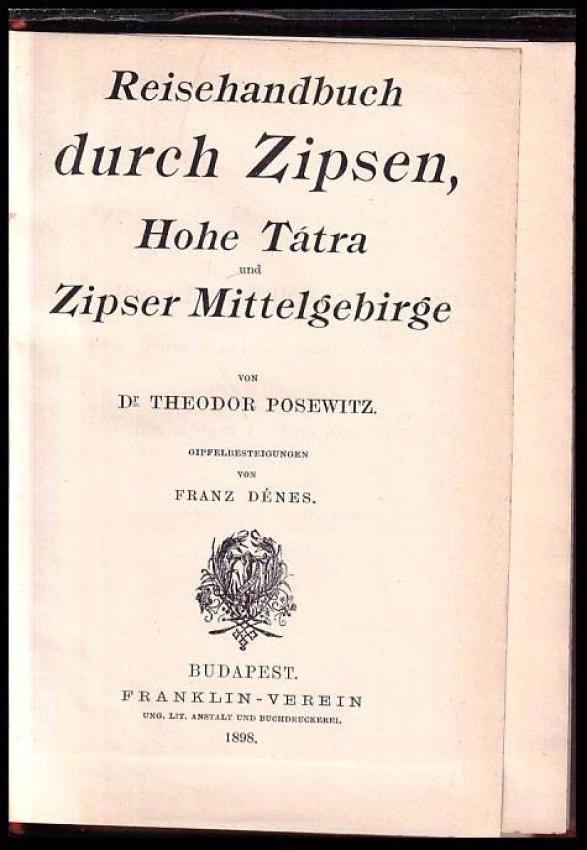 Reisehandbuch
durch Zipsen,
Hohe Tátra
und
Zipser Mittelgebirge
VON
Dr THEODOR POSEWITZ.
GIPFELBESTEIGUNGEN
VON
FRANZ DÉNES.
BUDAPEST.
FRANKLIN-VEREIN
UNG. LIT. ANSTALT UND BUCHDRUCKEREI.
1898.